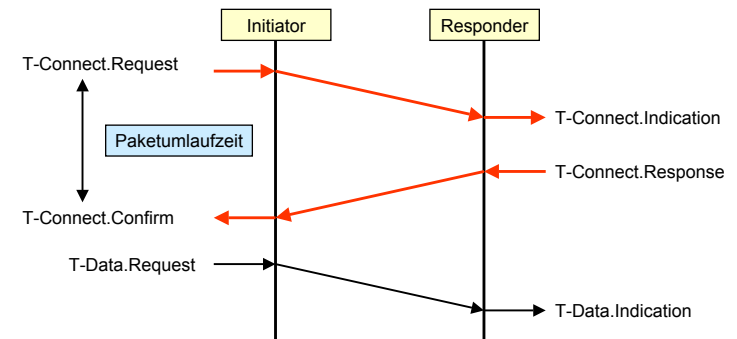 Initiator
Responder
T-Connect.Request
T-Connect.Indication
Paketumlaufzeit
T-Connect.Response
T-Connect.Confirm
T-Data.Request
T-Data.Indication